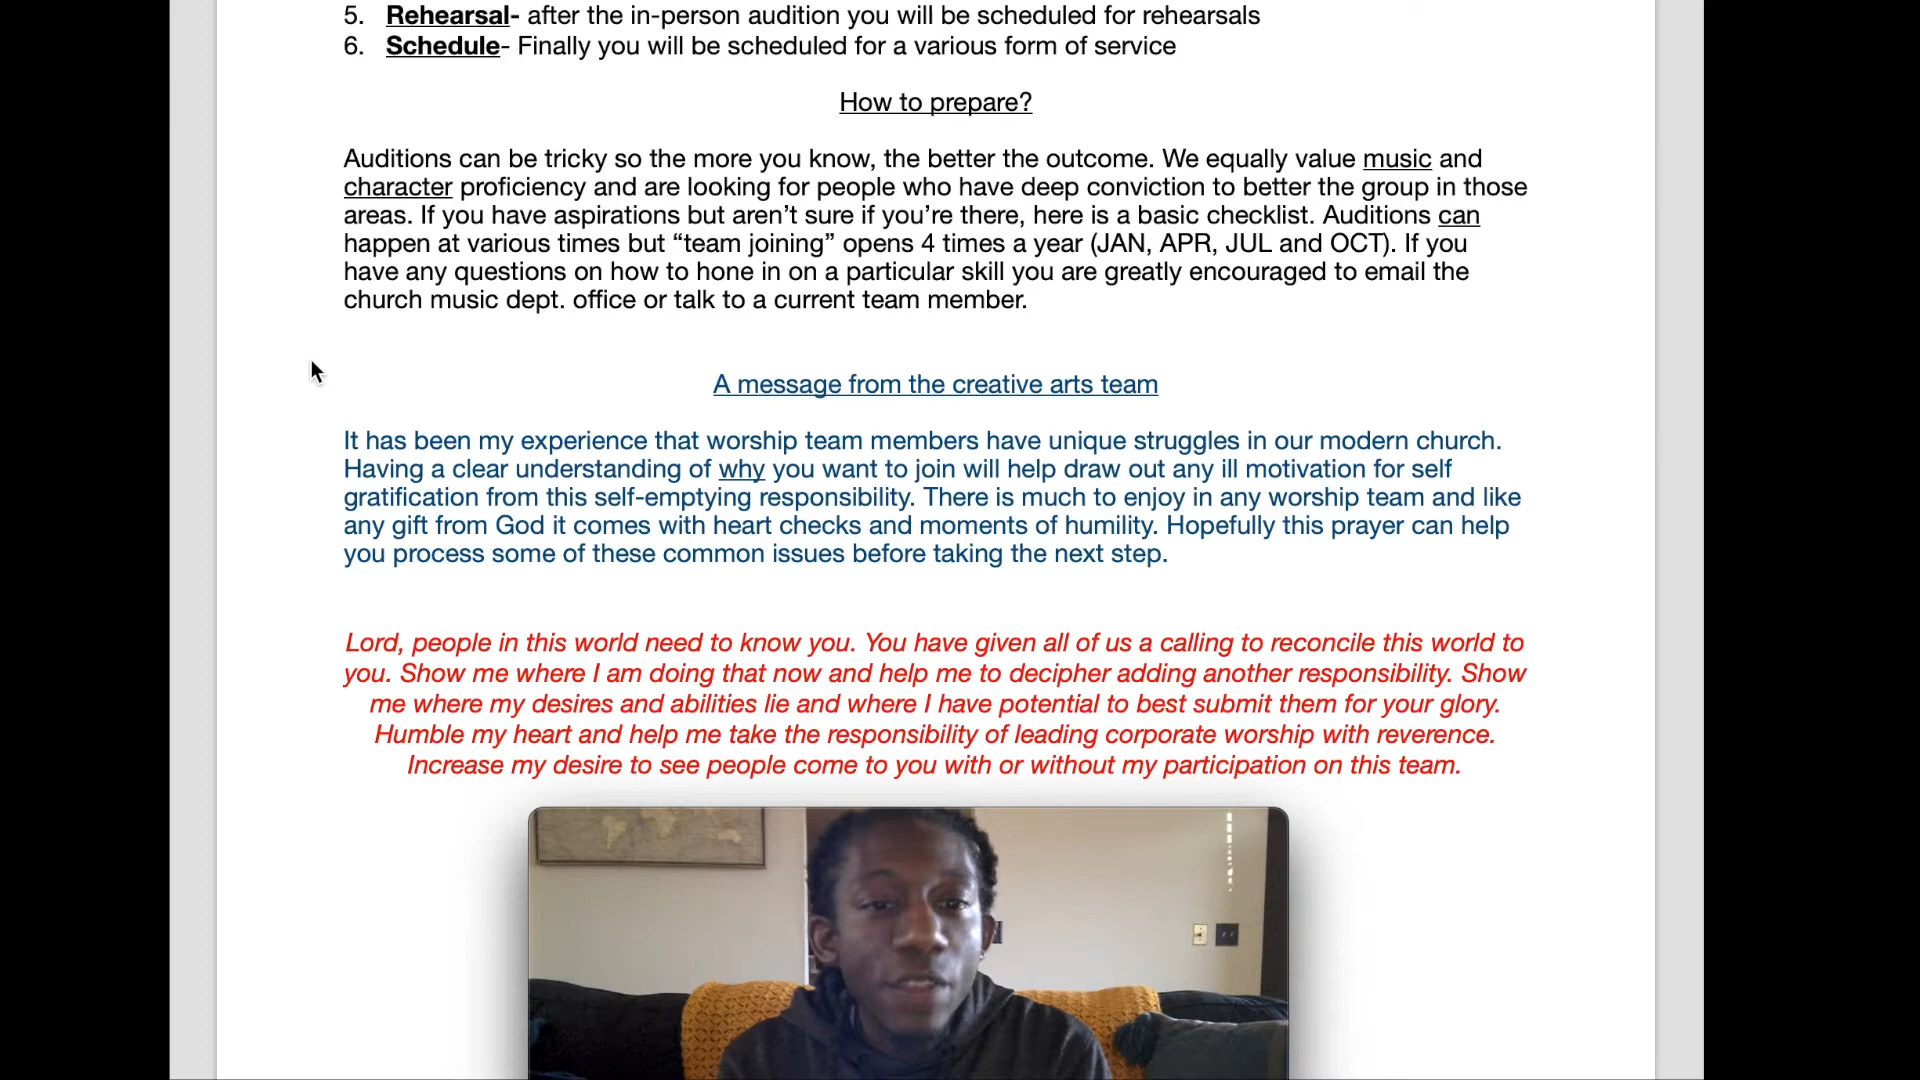 5. Rehearsal- after the in-person audition you will be scheduled for rehearsals
6. Schedule- Finally you will be scheduled for a various form of service
How to prepare?
Auditions can be tricky so the more you know, the better the outcome. We equally value music and
character proficiency and are looking for people who have deep conviction to better the group in those
areas. If you have aspirations but aren’t sure if you’re there, here is a basic checklist. Auditions can
happen at various times but “team joining” opens 4 times a year (JAN, APR, JUL and OCT). If you
have any questions on how to hone in on a particular skill you are greatly encouraged to email the
church music dept. office or talk to a current team member.
A message from the creative arts team
It has been my experience that worship team members have unique struggles in our modern church.
Having a clear understanding of why you want to join will help draw out any ill motivation for self
gratification from this self-emptying responsibility. There is much to enjoy in any worship team and like
any gift from God it comes with heart checks and moments of humility. Hopefully this prayer can help
you process some of these common issues before taking the next step.
Lord, people in this world need to know you. You have given all of us a calling to reconcile this world to
you. Show me where I am doing that now and help me to decipher adding another responsibility. Show
me where my desires and abilities lie and where I have potential to best submit them for your glory.
Humble my heart and help me take the responsibility of leading corporate worship with reverence.
Increase my desire to see people come to you with or without my participation on this team.